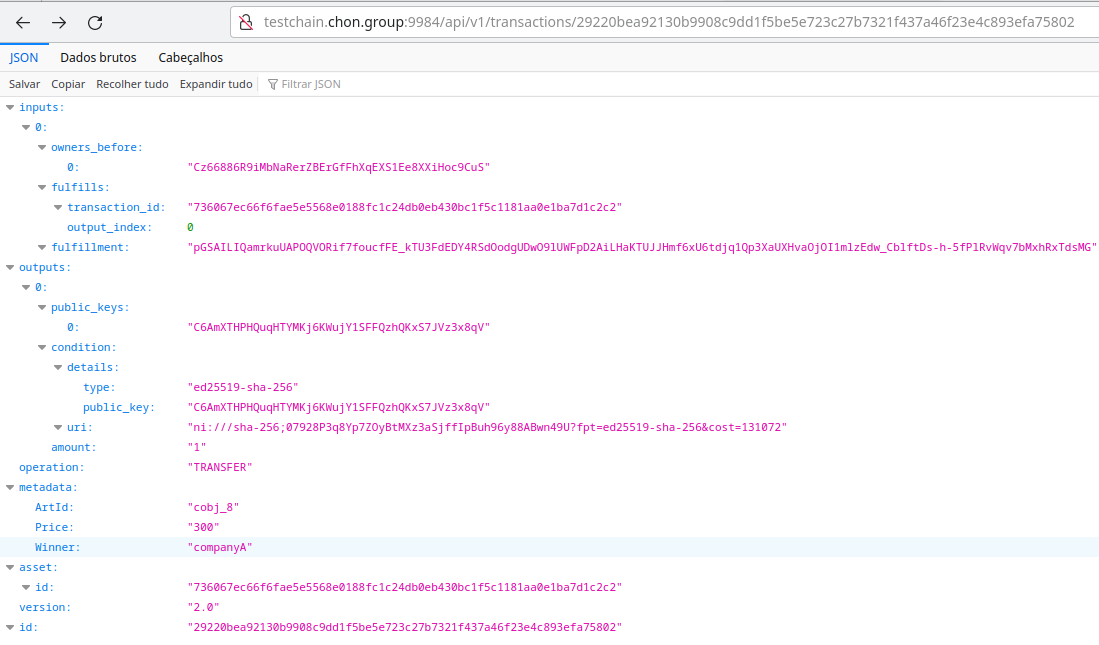 testchain.chon.group:9984/api/v1/transactions/29220bea92130b9908c9dd1f5be5e723c27b7321f437a46f23e4c893efa75802
JSON Dados brutos Cabeçalhos
Salvar Copiar Recolher tudo Expandir tudo Filtrar JSON
inputs:
0:
owners_before:
0: "Cz66886R9iMbNaRerZBErGfFhXqEXS1Ee8XXiHoc9CuS"
fulfills:
transaction_id: "736067ec66f6fae5e5568e0188fc1c24db0eb430bc1f5c1181aa0e1ba7d1c2c2"
output_index: 0
fulfillment: "pGSAILIQamrkuUAPOQVORif7foucfFE_kTU3FdEDY4RSdOodgUDwO9lUWFpD2AiLHaKTUJJHmf6xU6tdjq1Qp3XaUXHvaOjOI1mlzEdw_CblftDs-h-5fPlRvWqv7bMxhRxTdsMG"
outputs:
0:
public_keys:
0: "C6AmXTHPHQuqHTYMKj6KWujY1SFFQzhQKxS7JVz3x8qV"
condition:
details:
type: "ed25519-sha-256"
public_key: "C6AmXTHPHQuqHTYMKj6KWujY1SFFQzhQKxS7JVz3x8qV"
uri: "ni:///sha-256;07928P3q8Yp7ZOyBtMXz3aSjffIpBuh96y88ABwn49U?fpt=ed25519-sha-256&cost=131072"
amount: "1"
operation: "TRANSFER"
metadata:
ArtId: "cobj_8"
Price: "300"
Winner: "companyA"
asset:
id: "736067ec66f6fae5e5568e0188fc1c24db0eb430bc1f5c1181aa0e1ba7d1c2c2"
version: "2.0"
id: "29220bea92130b9908c9dd1f5be5e723c27b7321f437a46f23e4c893efa75802"